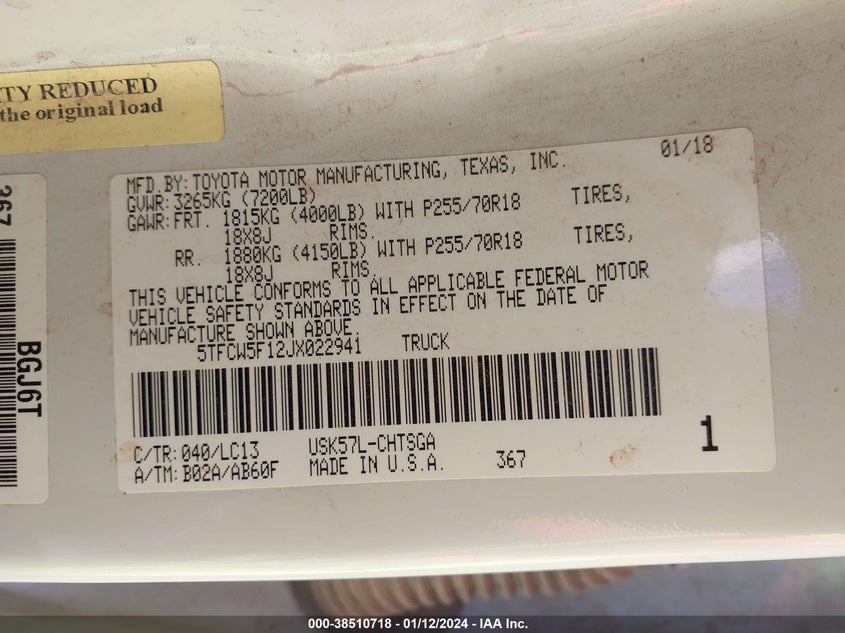 TY REDUCED
the original load
367
BGJ6T
MFD.BY:TOYOTA MOTOR MANUFACTURING, TEXAS, INC. 01/18
GVWR:3265KG (7200LB)
GAWR:FRT. 1815KG (4000LB) WITH P255/70R18 TIRES,
18X8J RIMS.
RR. 1880KG (4150LB) WITH P255/70R18 TIRES,
18X8J RIMS.
THIS VEHICLE CONFORMS TO ALL APPLICABLE FEDERAL MOTOR
VEHICLE SAFETY STANDARDS IN EFFECT ON THE DATE OF
MANUFACTURE SHOWN ABOVE.
5TFCW5F12JX022941 TRUCK
C/TR:040/LC13 USK57L-CHTSGA
A/TM:B02A/AB60F MADE IN U.S.A. 367 1
000-38510718 - 01/12/2024 - IAA Inc.